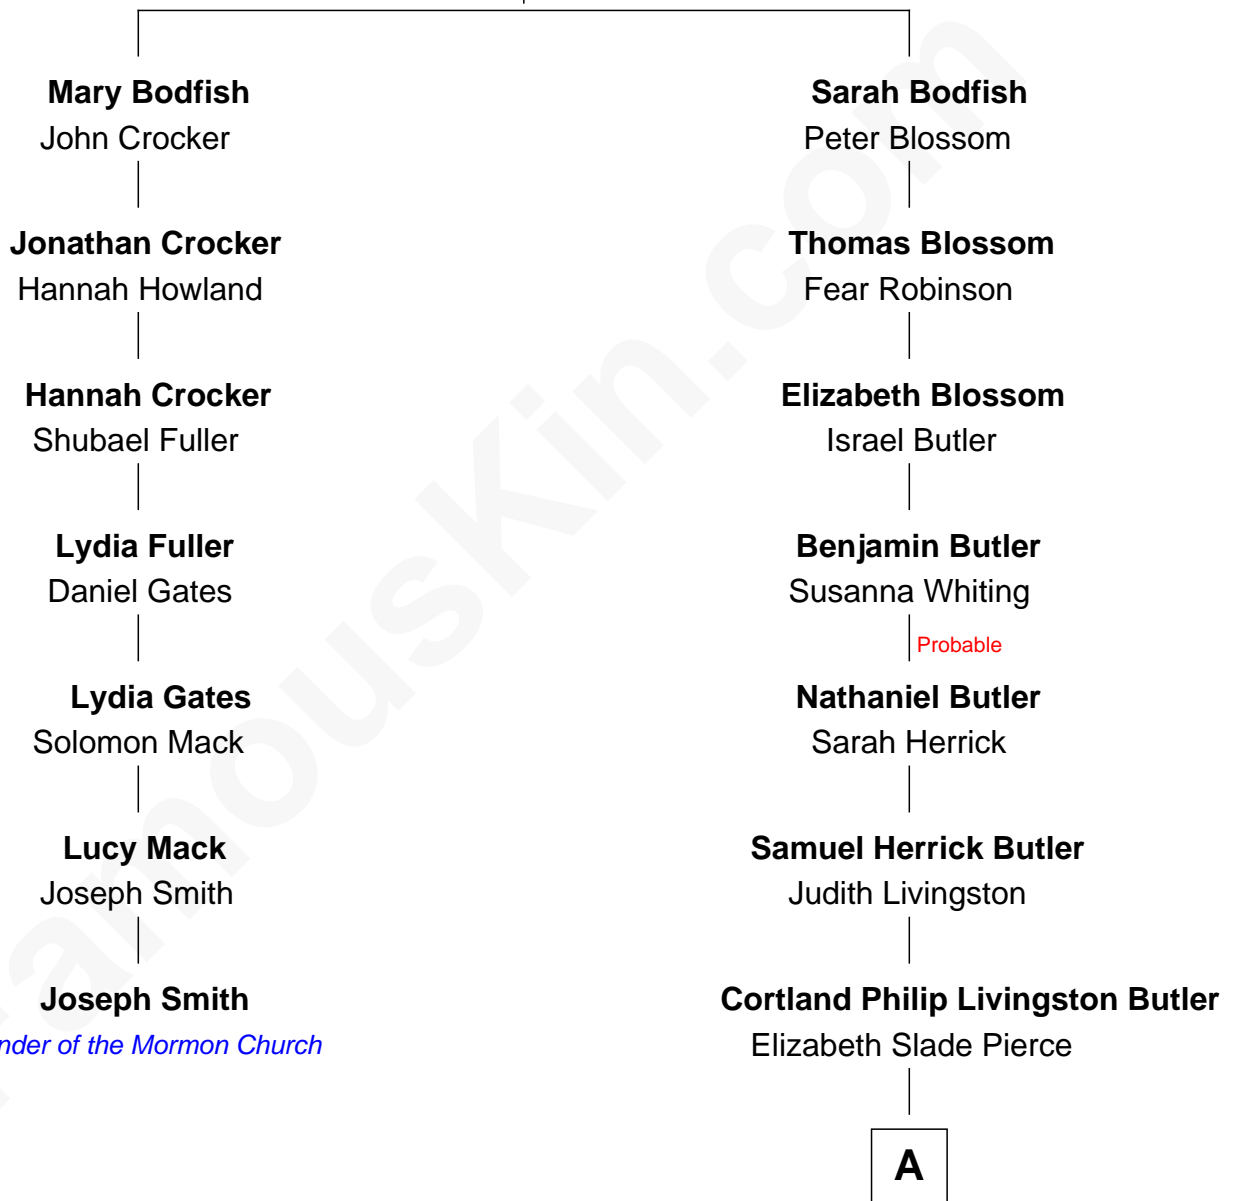 Mary Bodfish
John Crocker
Sarah Bodfish
Peter Blossom
Jonathan Crocker
Hannah Howland
Thomas Blossom
Fear Robinson
Hannah Crocker
Shubael Fuller
Elizabeth Blossom
Israel Butler
Lydia Fuller
Daniel Gates
Benjamin Butler
Susanna Whiting
Probable
Lydia Gates
Solomon Mack
Nathaniel Butler
Sarah Herrick
Lucy Mack
Joseph Smith
Samuel Herrick Butler
Judith Livingston
Joseph Smith
nder of the Mormon Church
Cortland Philip Livingston Butler
Elizabeth Slade Pierce
A
FamousKin.com